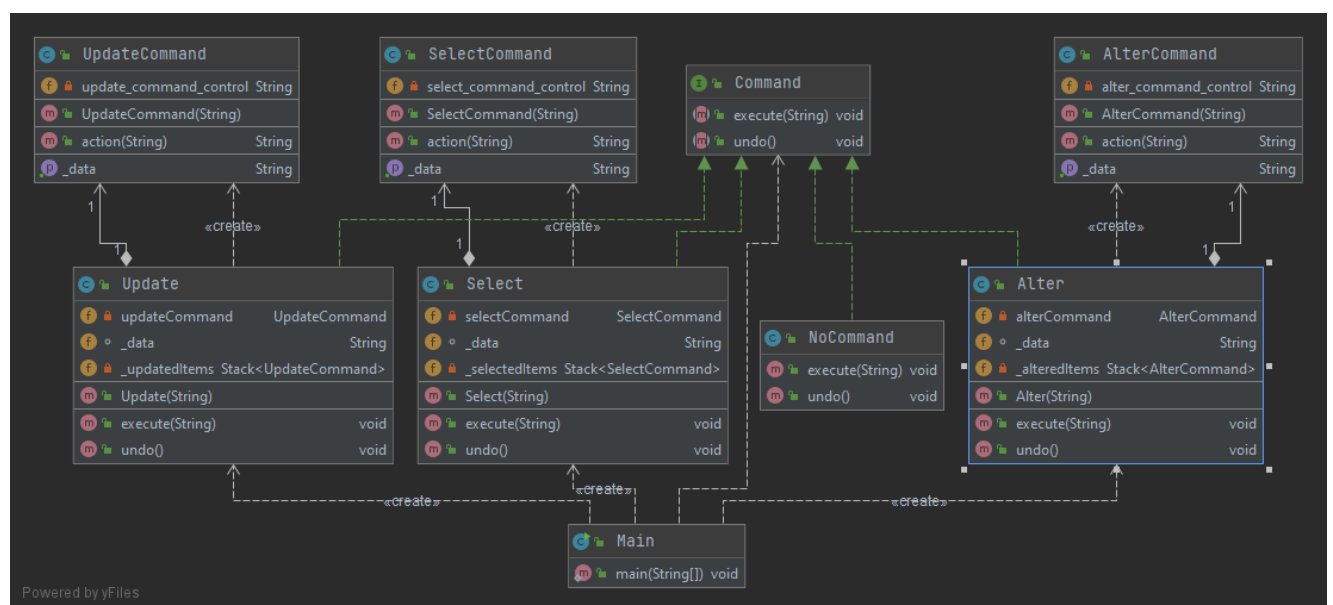 UpdateCommand
update_command_control String
UpdateCommand(String)
action(String) String
_data String
SelectCommand
select_command_control String
SelectCommand(String)
action(String) String
_data String
Command
execute(String) void
undo() void
AlterCommand
alter_command_control String
AlterCommand(String)
action(String) String
_data String
1
«create»
1
1
«create»
1
«create»
1
1
Update
updateCommand UpdateCommand
_data String
_updatedItems Stack<UpdateCommand>
Update(String)
execute(String) void
undo() void
Select
selectCommand SelectCommand
_data String
_selectedItems Stack<SelectCommand>
Select(String)
execute(String) void
undo() void
NoCommand
execute(String) void
undo() void
Alter
alterCommand AlterCommand
_data String
_alteredItems Stack<AlterCommand>
Alter(String)
execute(String) void
undo() void
«create»
«create»
«create»
Main
main(String[]) void
Powered by yFiles